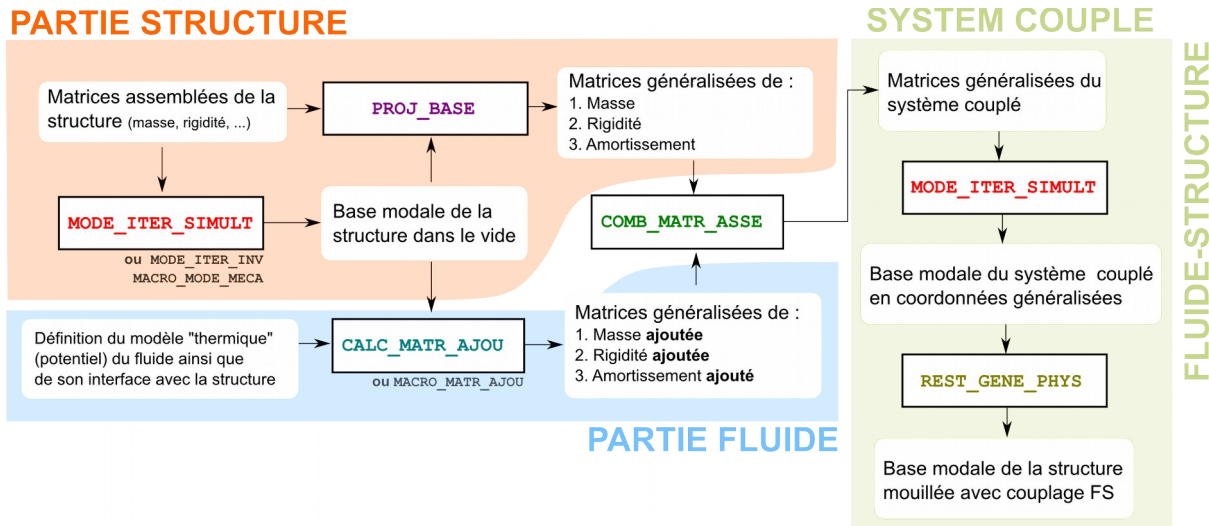 PARTIE STRUCTURE
Matrices assemblées de la
structure (masse, rigidité, ...)
PROJ_BASE
Matrices généralisées de :
1. Masse
2. Rigidité
3. Amortissement
MODE_ITER_SIMULT
ou MODE_ITER_INV
MACRO_MODE_MECA
Base modale de la
structure dans le vide
COMB_MATR_ASSE
Définition du modèle "thermique"
(potentiel) du fluide ainsi que
de son interface avec la structure
CALC_MATR_AJOU
ou MACRO_MATR_AJOU
Matrices généralisées de :
1. Masse ajoutée
2. Rigidité ajoutée
3. Amortissement ajouté
PARTIE FLUIDE
SYSTEM COUPLE
FLUIDE-STRUCTURE
Matrices généralisées du
système couplé
MODE_ITER_SIMULT
Base modale du système couplé
en coordonnées généralisées
REST_GENE_PHYS
Base modale de la structure
mouillée avec couplage FS